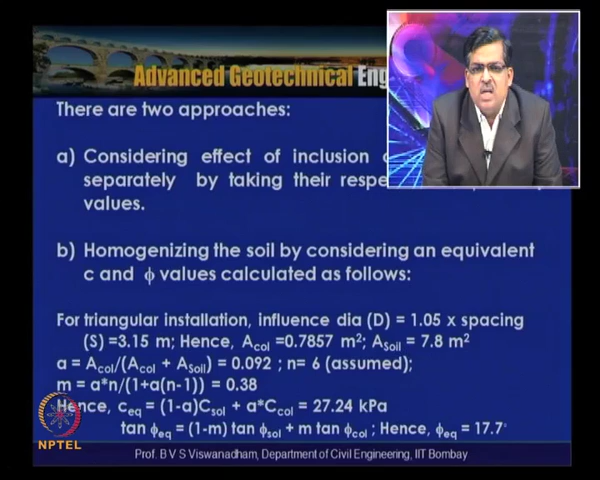 Advanced Geotechnical Eng
There are two approaches:
a) Considering effect of inclusion
separately by taking their
values.
b) Homogenizing the soil by considering an equivalent
c and ϕ values calculated as follows:
For triangular installation, influence dia (D) = 1.05 x spacing
(S) =3.15 m; Hence, Acol =0.7857 m2; ASoil = 7.8 m2
a = Acol/(Acol + ASoil) = 0.092 ; n= 6 (assumed);
m = a*n/(1+a(n-1)) = 0.38
Hence, ceq = (1-a)Csol + a*Ccol = 27.24 kPa
tan ϕeq = (1-m) tan ϕsol + m tan ϕcol ; Hence, ϕeq = 17.7°
NPTEL
Prof. B V S Viswanadham, Department of Civil Engineering, IIT Bombay